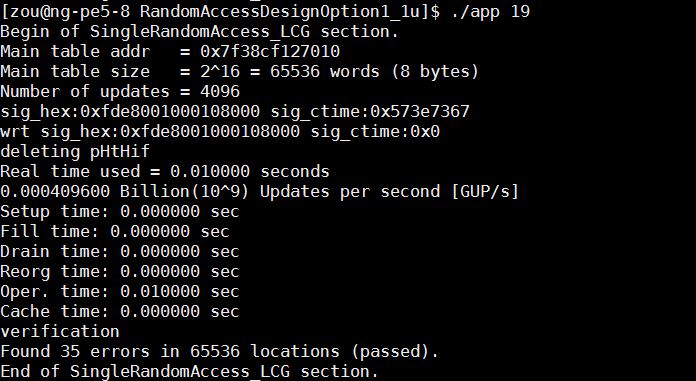 [zou@ng-pe5-8 RandomAccessDesignOption1_1u]$ ./app 19
Begin of SingleRandomAccess_LCG section.
Main table addr   = 0x7f38cf127010
Main table size   = 2^16 = 65536 words (8 bytes)
Number of updates = 4096
sig_hex:0xfde8001000108000 sig_ctime:0x573e7367
wrt sig_hex:0xfde8001000108000 sig_ctime:0x0
deleting pHtHif
Real time used = 0.010000 seconds
0.000409600 Billion(10^9) Updates per second [GUP/s]
Setup time: 0.000000 sec
Fill time: 0.000000 sec
Drain time: 0.000000 sec
Reorg time: 0.000000 sec
Oper. time: 0.010000 sec
Cache time: 0.000000 sec
verification
Found 35 errors in 65536 locations (passed).
End of SingleRandomAccess_LCG section.